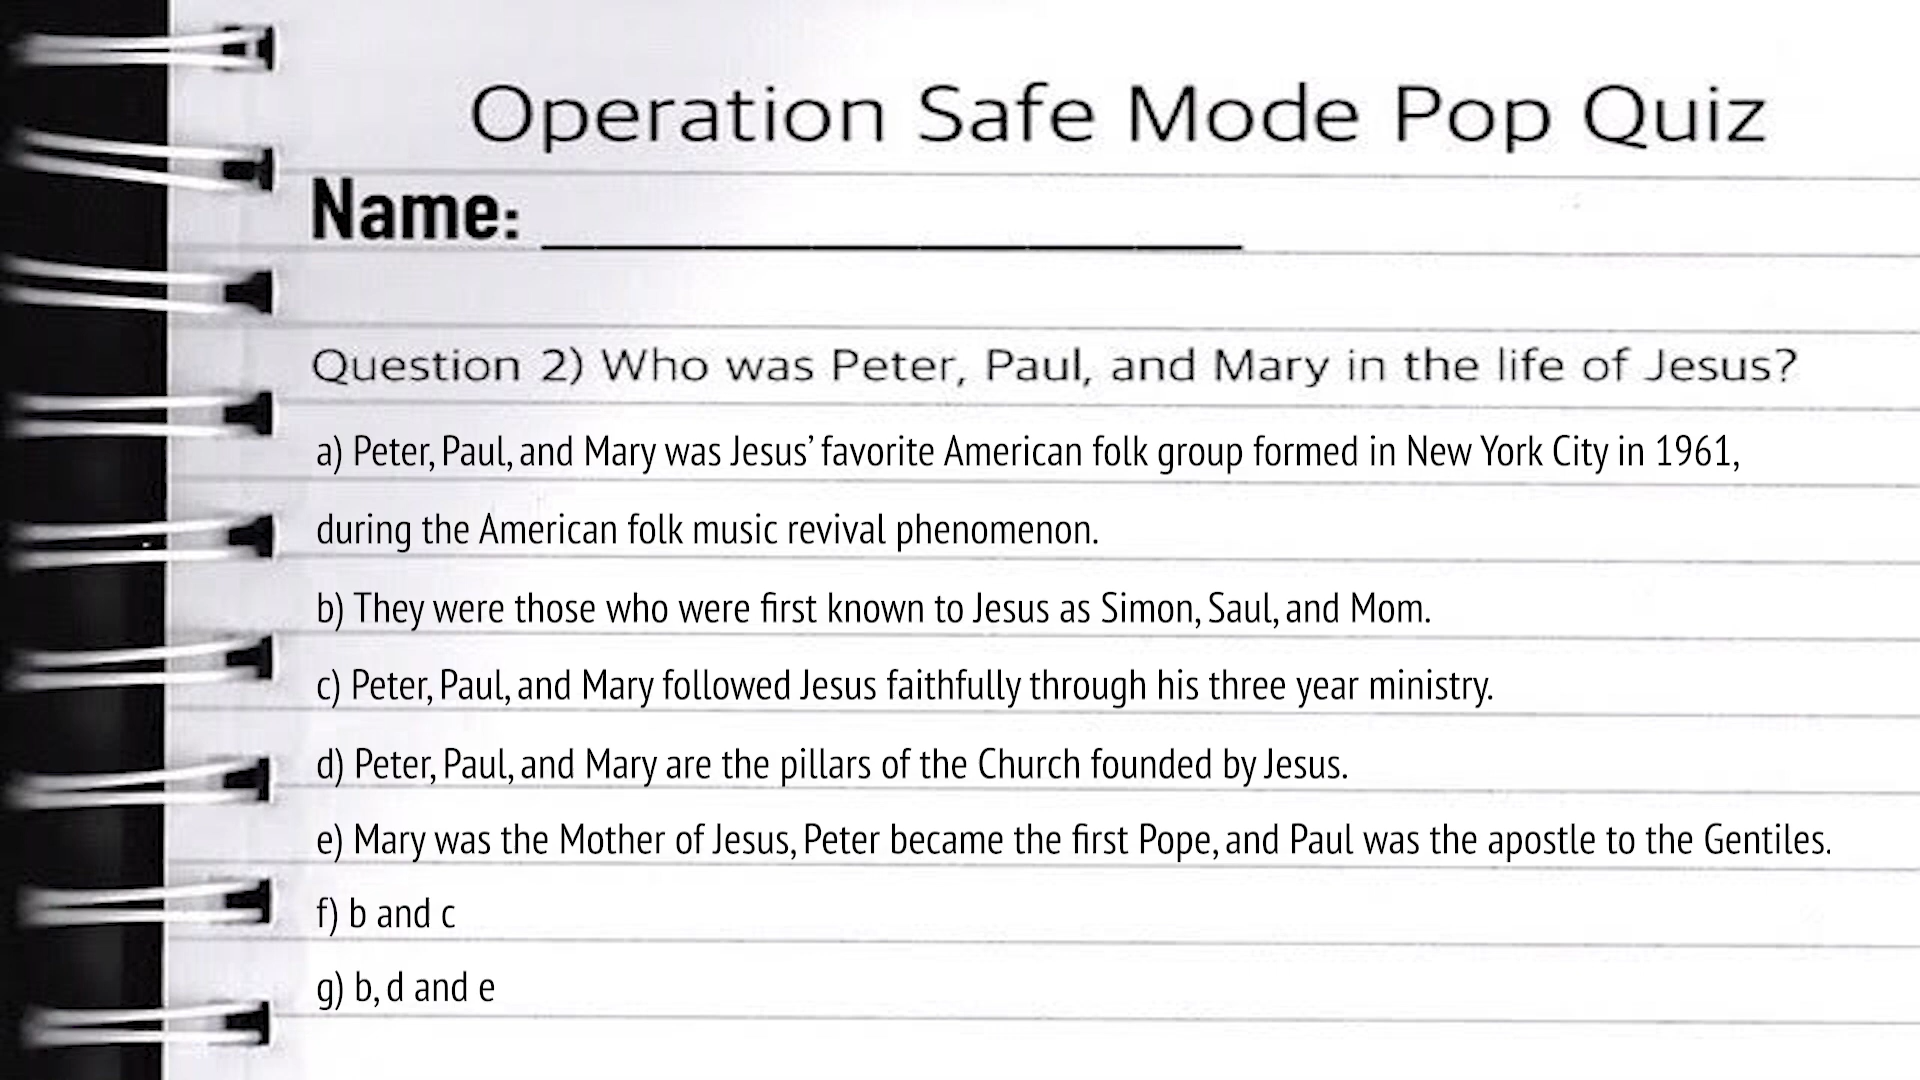 Operation Safe Mode Pop Quiz
Name: ____________________
Question 2) Who was Peter, Paul, and Mary in the life of Jesus?
a) Peter, Paul, and Mary was Jesus’ favorite American folk group formed in New York City in 1961,
during the American folk music revival phenomenon.
b) They were those who were first known to Jesus as Simon, Saul, and Mom.
c) Peter, Paul, and Mary followed Jesus faithfully through his three year ministry.
d) Peter, Paul, and Mary are the pillars of the Church founded by Jesus.
e) Mary was the Mother of Jesus, Peter became the first Pope, and Paul was the apostle to the Gentiles.
f) b and c
g) b, d and e